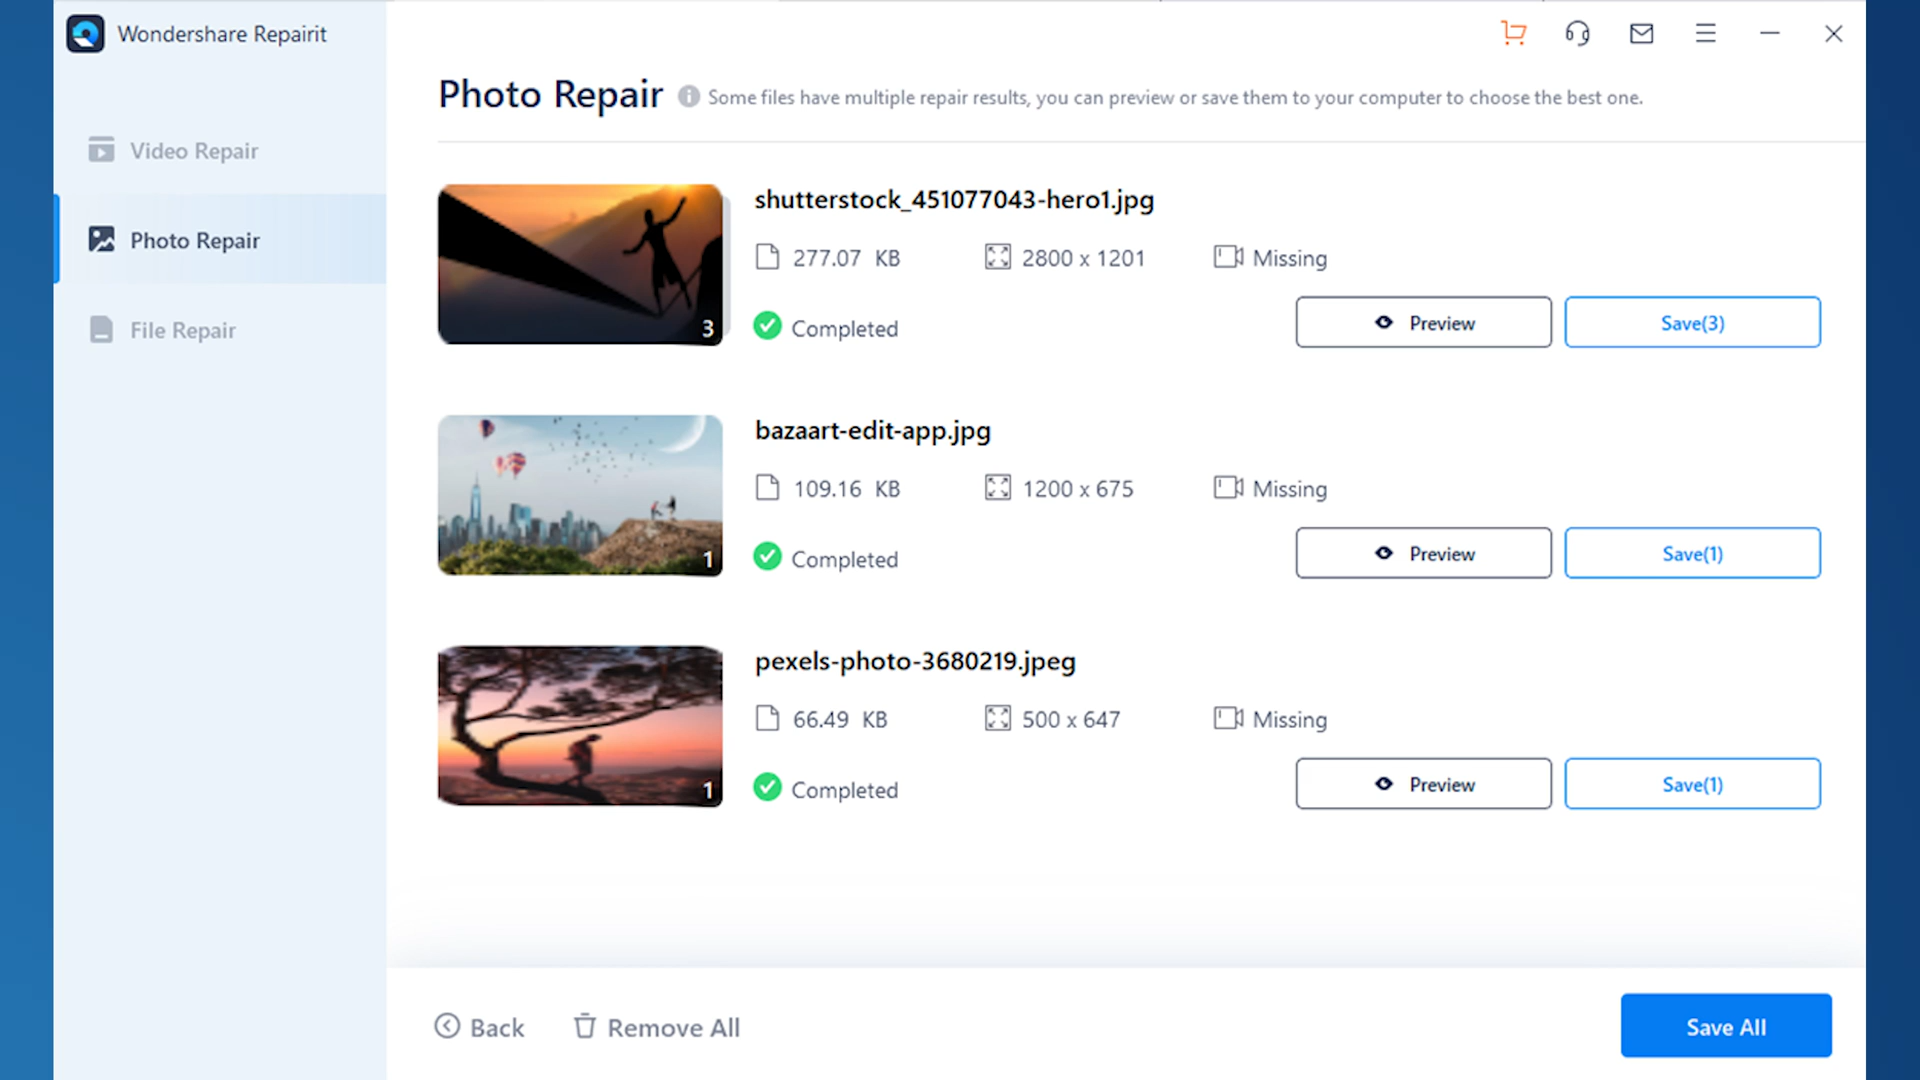 Wondershare Repairit
Video Repair
Photo Repair
File Repair
Photo Repair
Some files have multiple repair results, you can preview or save them to your computer to choose the best one.
3
shutterstock_451077043-hero1.jpg
277.07 KB 2800 x 1201 Missing
Completed
Preview Save(3)
1
bazaart-edit-app.jpg
109.16 KB 1200 x 675 Missing
Completed
Preview Save(1)
1
pexels-photo-3680219.jpeg
66.49 KB 500 x 647 Missing
Completed
Preview Save(1)
Back Remove All Save All